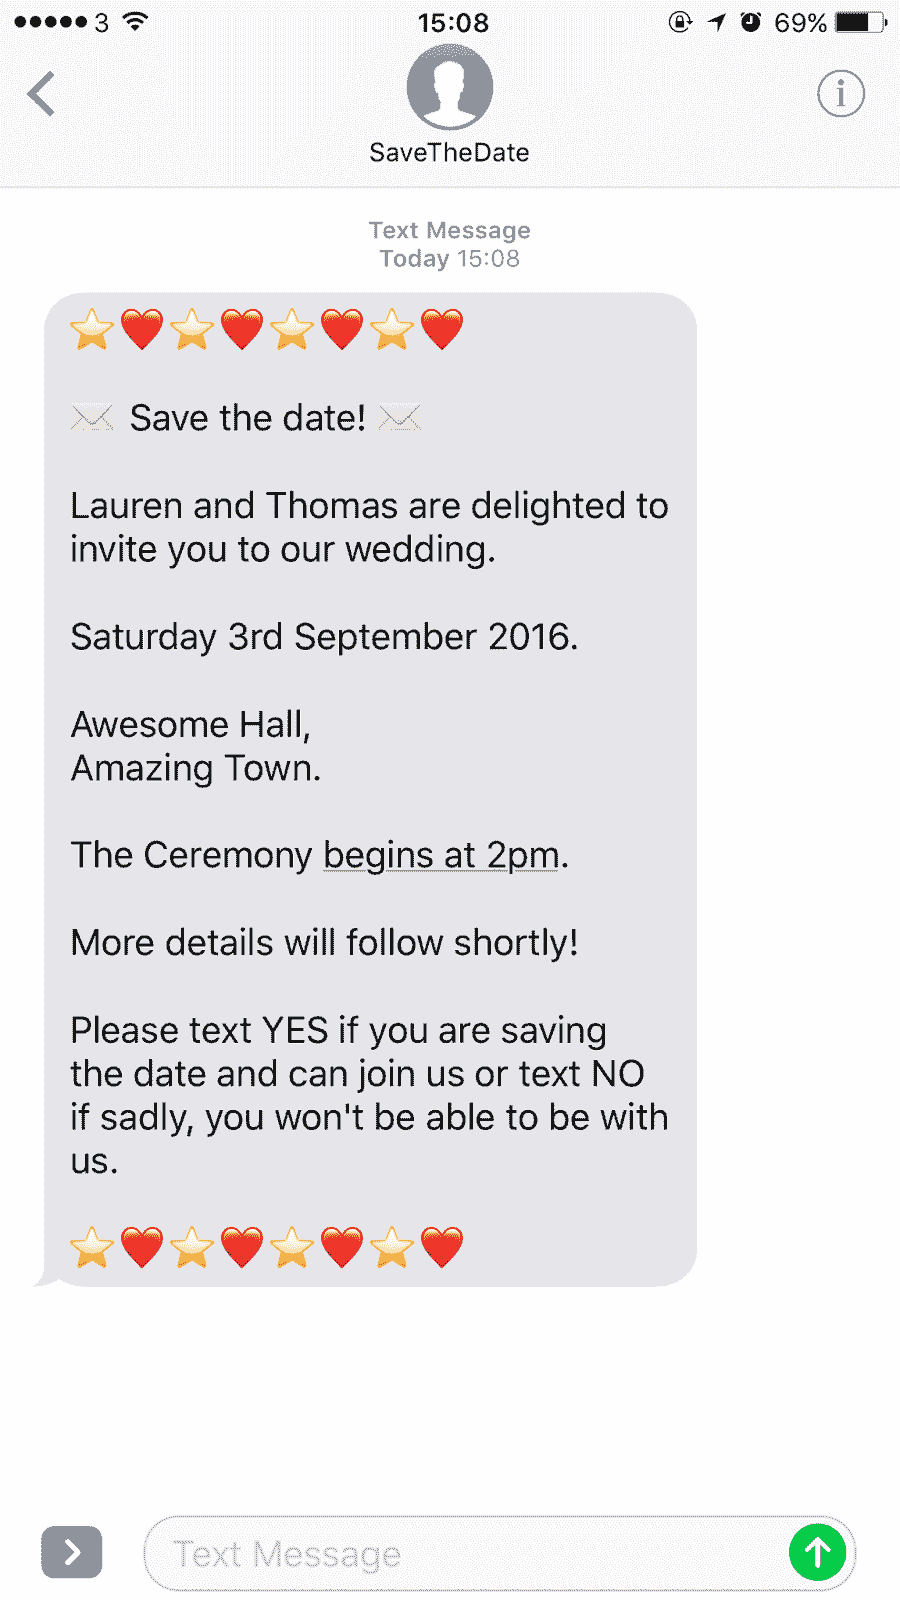 ●●●●● 3 15:08 69%
SaveTheDate
Text Message
Today 15:08
⭐❤️⭐❤️⭐❤️⭐❤️
✉️ Save the date! ✉️
Lauren and Thomas are delighted to
invite you to our wedding.
Saturday 3rd September 2016.
Awesome Hall,
Amazing Town.
The Ceremony begins at 2pm.
More details will follow shortly!
Please text YES if you are saving
the date and can join us or text NO
if sadly, you won't be able to be with
us.
⭐❤️⭐❤️⭐❤️⭐❤️
Text Message